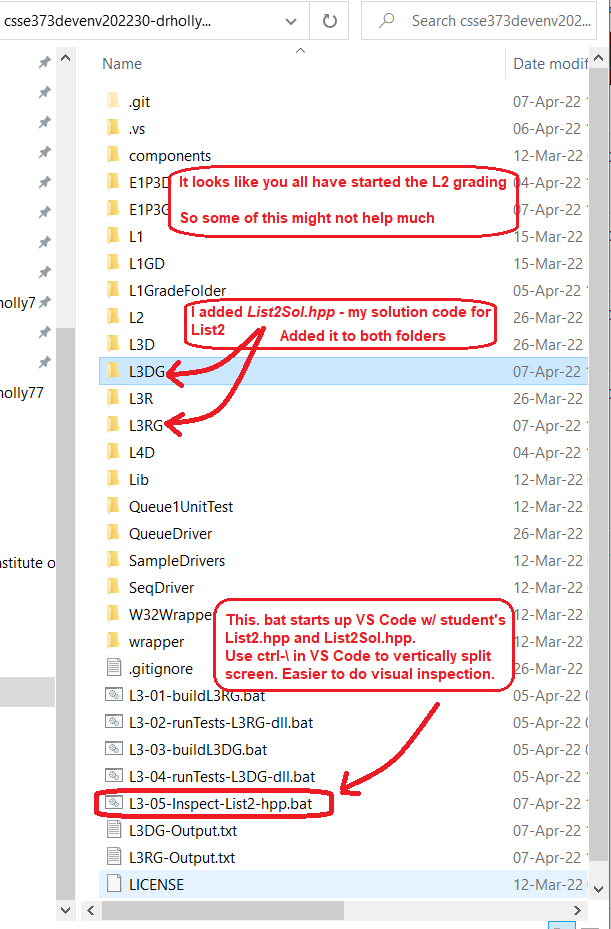 csse373devenv202230-drholly...
Search csse373devenv202...
Name
Date modif
.git
07-Apr-22
.vs
06-Apr-22
components
12-Mar-22
It looks like you all have started the L2 grading
E1P3D
04-Apr-22
E1P3G
07-Apr-22
So some of this might not help much
L1
15-Mar-22
L1GD
15-Mar-22
L1GradeFolder
07-Apr-22
holly7
I added List2Sol.hpp - my solution code for
L2
26-Mar-22
List2
Added it to both folders
L3D
26-Mar-22
L3DG
07-Apr-22
nolly77
L3R
26-Mar-22
L3RG
07-Apr-22
L4D
04-Apr-22
Lib
12-Mar-22
Queue1UnitTest
12-Mar-22
QueueDriver
26-Mar-22
nstitute o
SampleDrivers
12-Mar-22
SeqDriver
12-Mar-22
W32Wrappe
12-Mar-22
This. bat starts up VS Code w/ student's
List2.hpp and List2Sol.hpp.
wrapper
12-Mar-22
Use ctrl-\ in VS Code to vertically split
.gitignore
26-Mar-22
screen. Easier to do visual inspection.
L3-01-buildL3RG.bat
05-Apr-22
L3-02-runTests-L3RG-dll.bat
05-Apr-22
L3-03-buildL3DG.bat
05-Apr-22
L3-04-runTests-L3DG-dll.bat
05-Apr-22
L3-05-Inspect-List2-hpp.bat
07-Apr-22
L3DG-Output.txt
07-Apr-22
L3RG-Output.txt
07-Apr-22
LICENSE
12-Mar-22